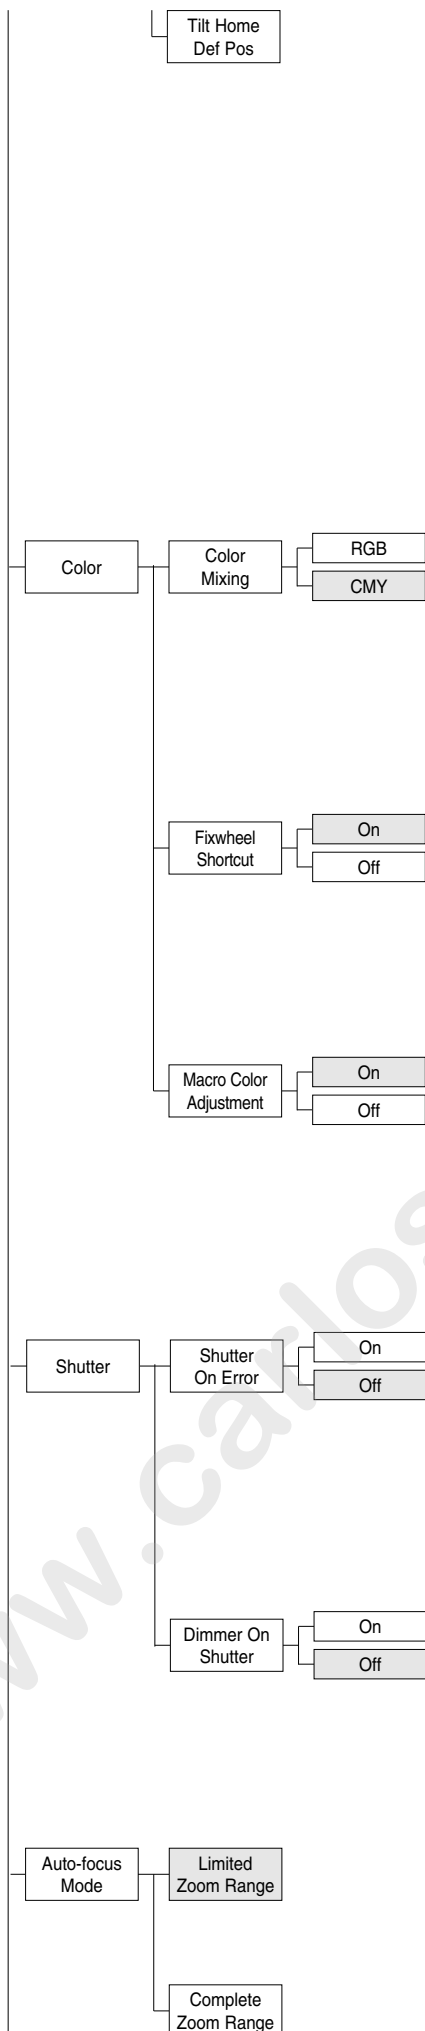 Tilt Home
Def Pos
Color
Color
Mixing
RGB
CMY
Fixwheel
Shortcut
On
Off
Macro Color
Adjustment
On
Off
Shutter
Shutter
On Error
On
Off
Dimmer On
Shutter
On
Off
Auto-focus
Mode
Limited
Zoom Range
Complete
Zoom Range
w.carlos